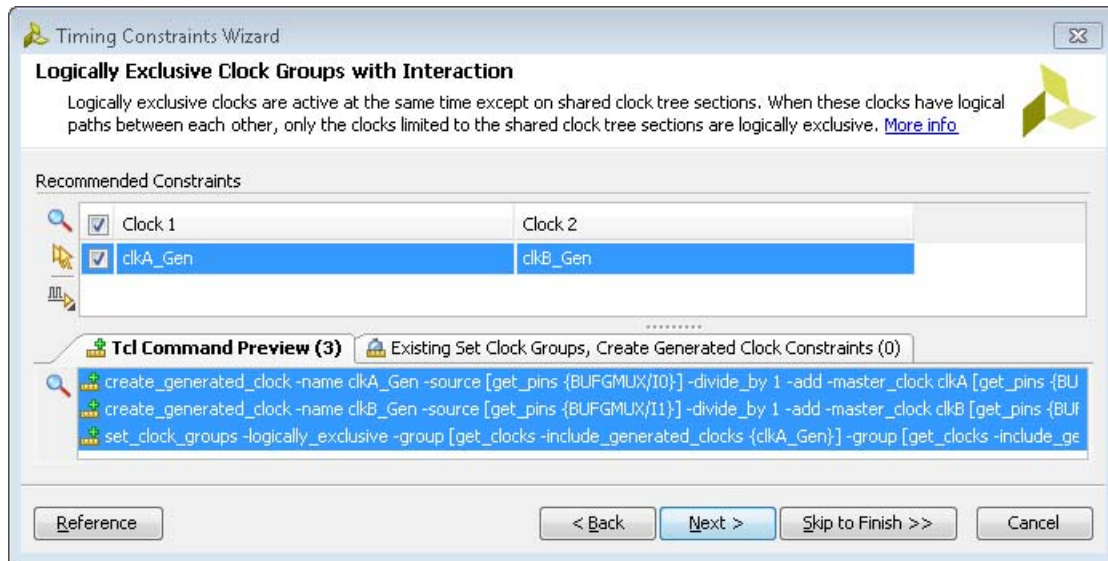 Timing Constraints Wizard
Logically Exclusive Clock Groups with Interaction
Logically exclusive clocks are active at the same time except on shared clock tree sections. When these clocks have logical
paths between each other, only the clocks limited to the shared clock tree sections are logically exclusive. More info
Recommended Constraints
Clock 1 Clock 2
clkA_Gen clkB_Gen
Tcl Command Preview (3) Existing Set Clock Groups, Create Generated Clock Constraints (0)
create_generated_clock -name clkA_Gen -source [get_pins {BUFGMUX/I0}] -divide_by 1 -add -master_clock clkA [get_pins {BU
create_generated_clock -name clkB_Gen -source [get_pins {BUFGMUX/I1}] -divide_by 1 -add -master_clock clkB [get_pins {BUF
set_clock_groups -logically_exclusive -group [get_clocks -include_generated_clocks {clkA_Gen}] -group [get_clocks -include_ge
Reference < Back Next > Skip to Finish >> Cancel